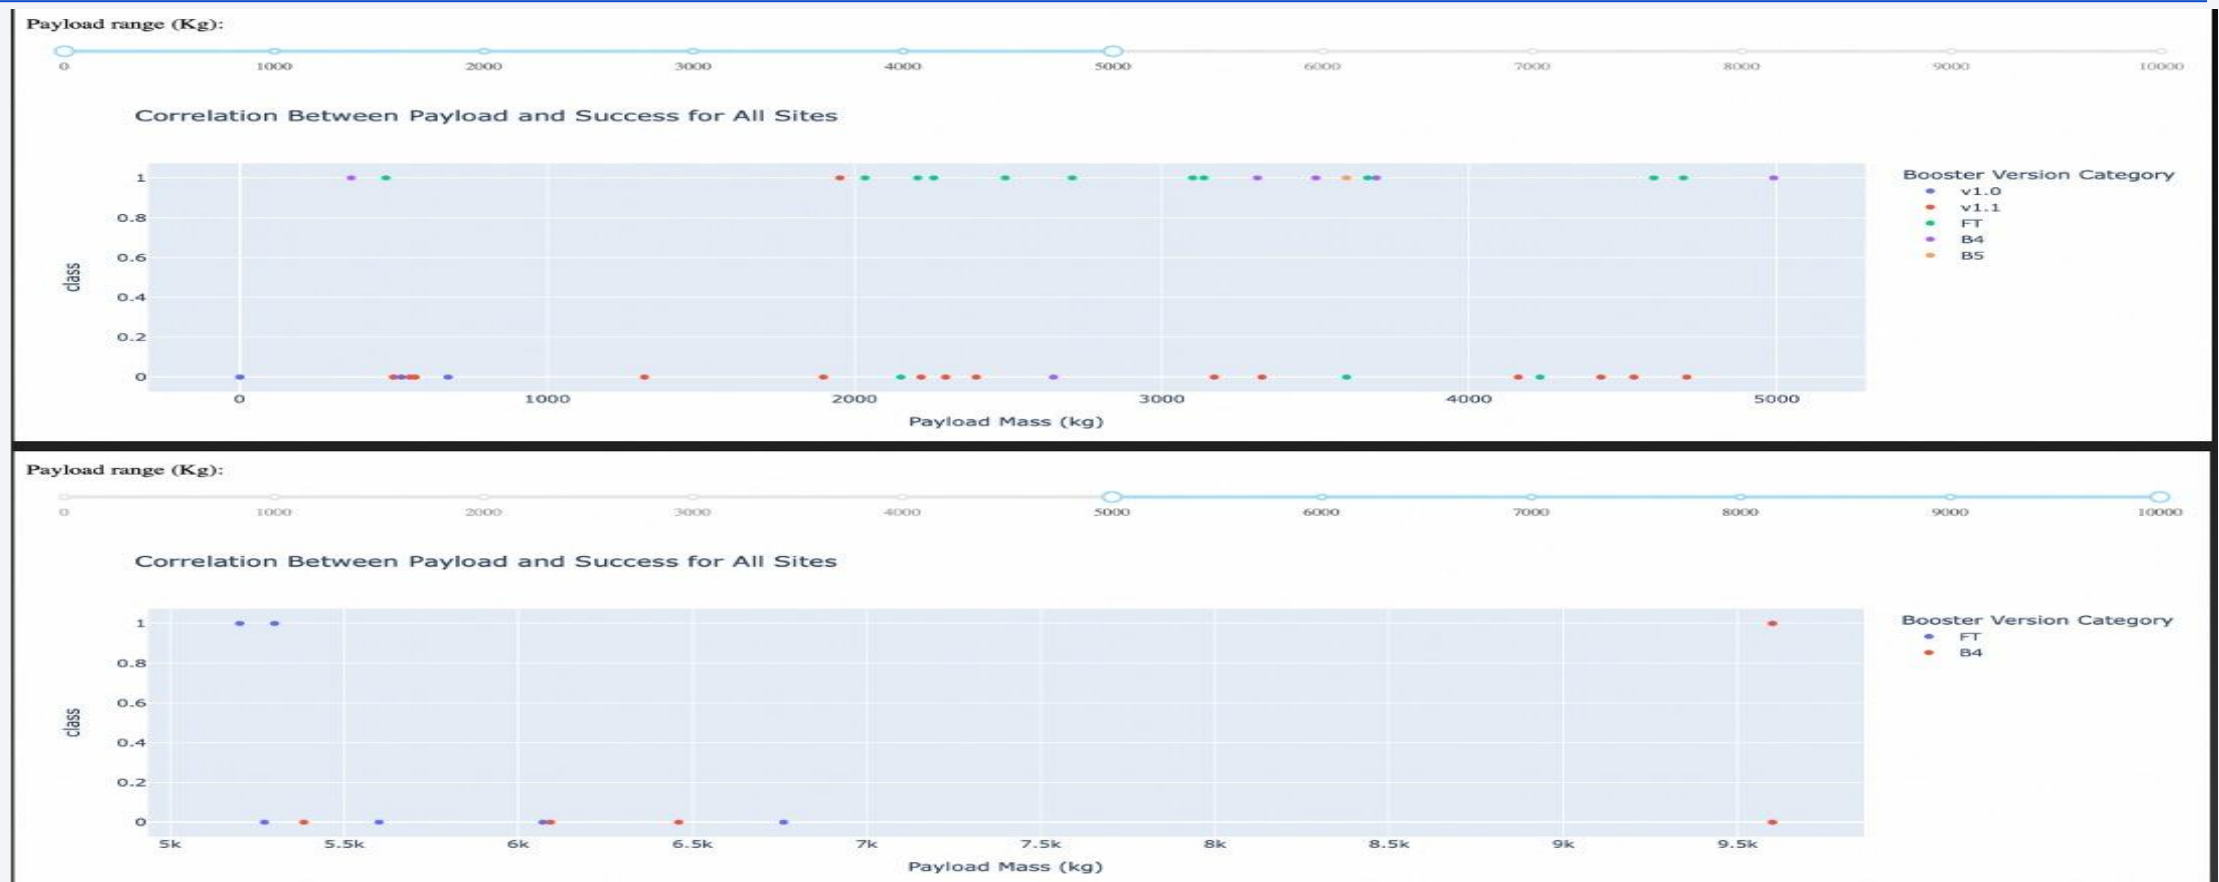 Payload range (Kg):
0 1000 2000 3000 4000 5000 6000 7000 8000 9000 10000
Correlation Between Payload and Success for All Sites
Booster Version Category
v1.0
v1.1
FT
B4
B5
1
0.8
0.6
0.4
0.2
0
class
0 1000 2000 3000 4000 5000
Payload Mass (kg)
Payload range (Kg):
0 1000 2000 3000 4000 5000 6000 7000 8000 9000 10000
Correlation Between Payload and Success for All Sites
Booster Version Category
FT
B4
1
0.8
0.6
0.4
0.2
0
class
5k 5.5k 6k 6.5k 7k 7.5k 8k 8.5k 9k 9.5k
Payload Mass (kg)